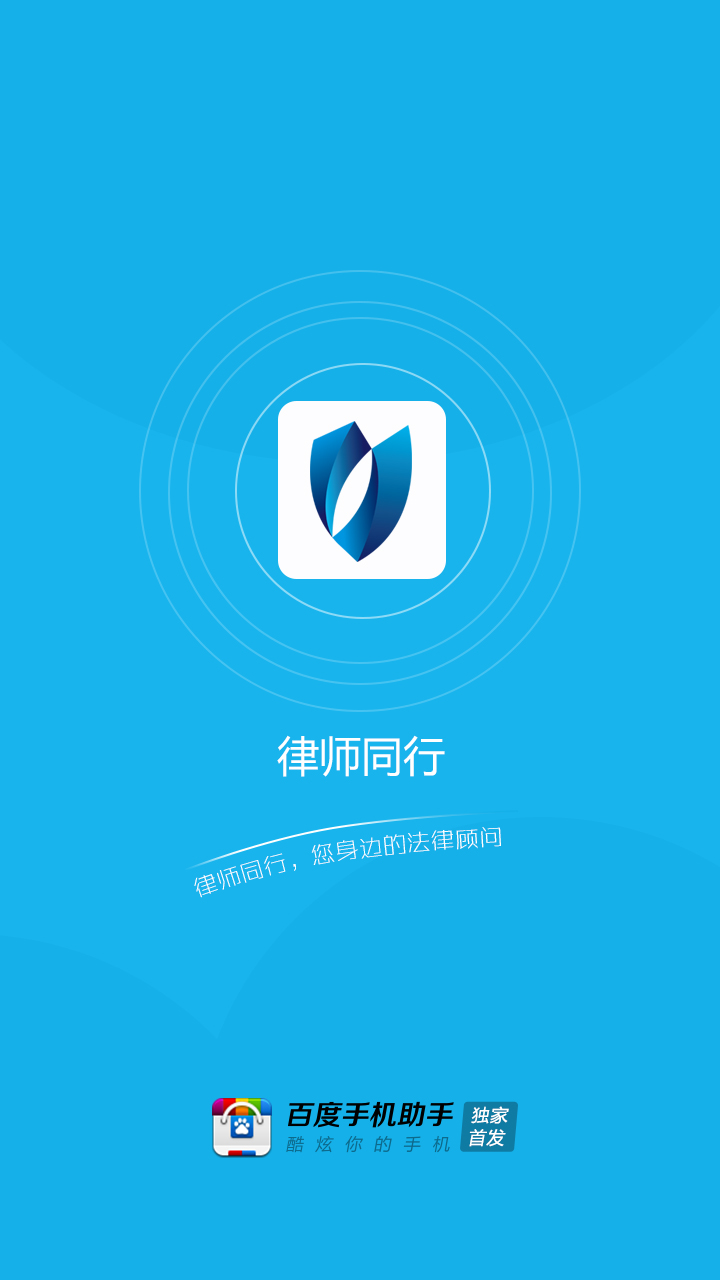 律师同行
律师同行，您身边的法律顾问
百度手机助手
酷炫你的手机
独家
首发